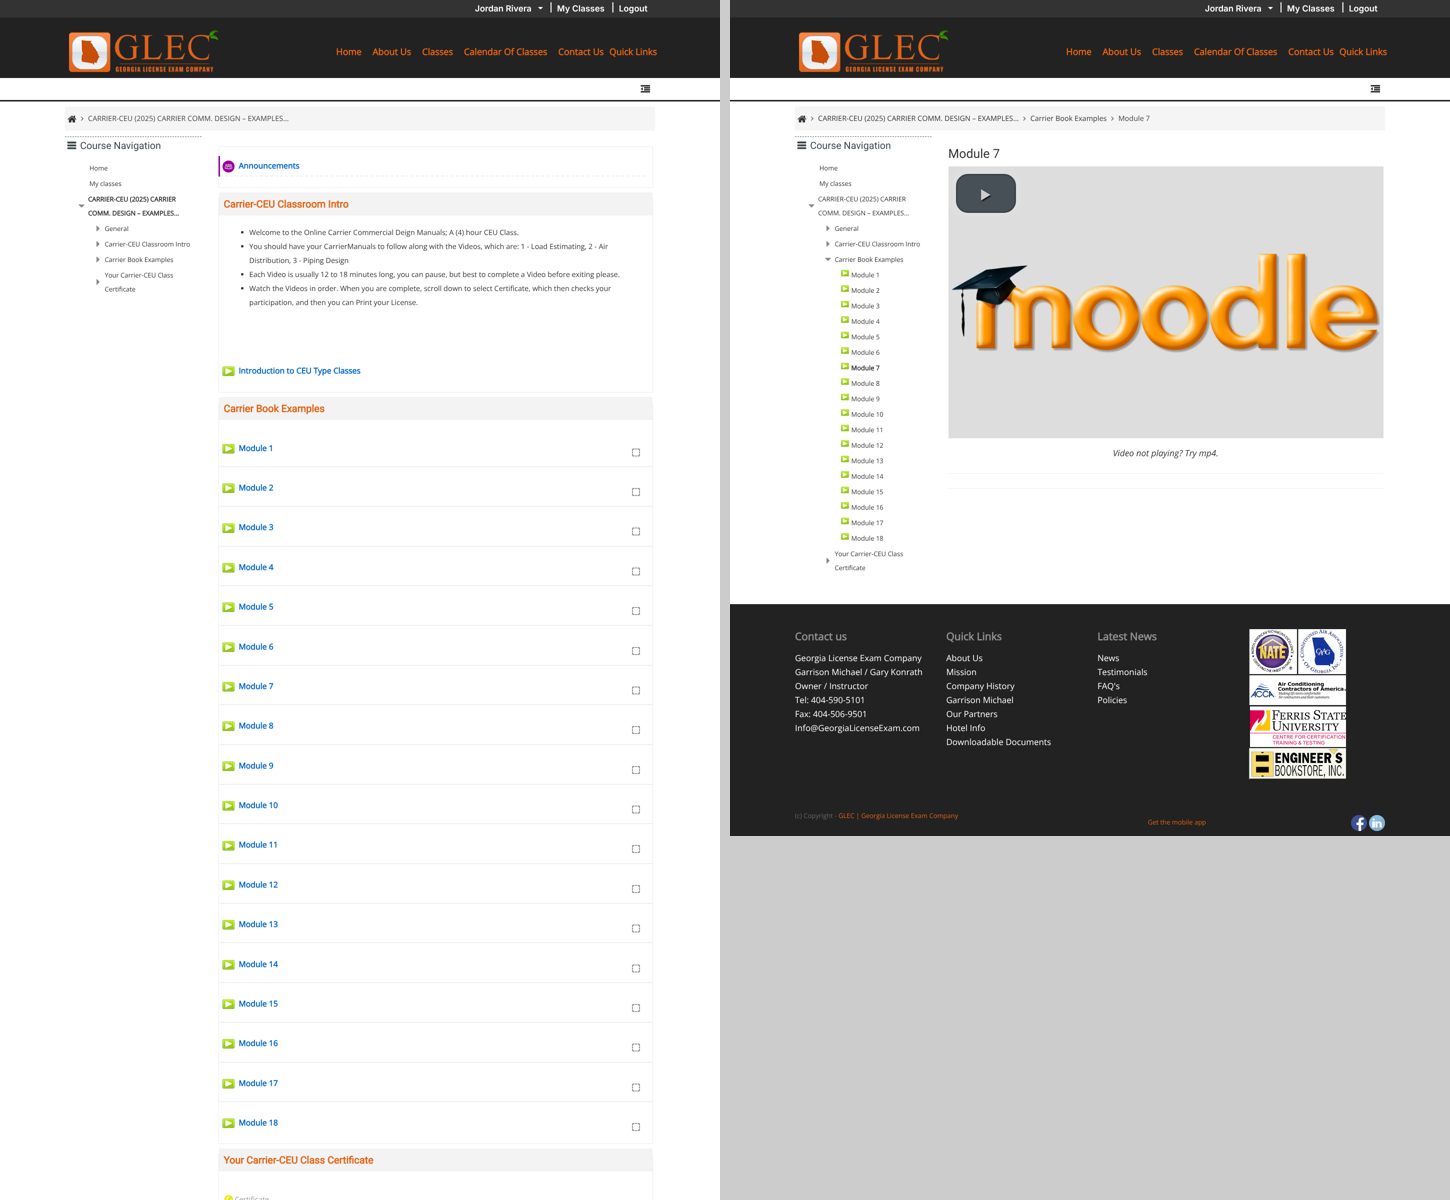 Jordan Rivera My Classes Logout
GLEC
GEORGIA LICENSE EXAM COMPANY
Home About Us Classes Calendar Of Classes Contact Us Quick Links
CARRIER-CEU (2025) CARRIER COMM. DESIGN – EXAMPLES...
Course Navigation
Home
My classes
CARRIER-CEU (2025) CARRIER
COMM. DESIGN – EXAMPLES...
General
Carrier-CEU Classroom Intro
Carrier Book Examples
Your Carrier-CEU Class
Certificate
Announcements
Carrier-CEU Classroom Intro
Welcome to the Online Carrier Commercial Deign Manuals; A (4) hour CEU Class.
You should have your CarrierManuals to follow along with the Videos, which are: 1 - Load Estimating, 2 - Air
Distribution, 3 - Piping Design
Each Video is usually 12 to 18 minutes long, you can pause, but best to complete a Video before exiting please.
Watch the Videos in order. When you are complete, scroll down to select Certificate, which then checks your
participation, and then you can Print your License.
Introduction to CEU Type Classes
Carrier Book Examples
Module 1
Module 2
Module 3
Module 4
Module 5
Module 6
Module 7
Module 8
Module 9
Module 10
Module 11
Module 12
Module 13
Module 14
Module 15
Module 16
Module 17
Module 18
Your Carrier-CEU Class Certificate
Certificate
Jordan Rivera My Classes Logout
GLEC
GEORGIA LICENSE EXAM COMPANY
Home About Us Classes Calendar Of Classes Contact Us Quick Links
CARRIER-CEU (2025) CARRIER COMM. DESIGN – EXAMPLES... Carrier Book Examples Module 7
Course Navigation
Home
My classes
CARRIER-CEU (2025) CARRIER
COMM. DESIGN – EXAMPLES...
General
Carrier-CEU Classroom Intro
Carrier Book Examples
Module 1
Module 2
Module 3
Module 4
Module 5
Module 6
Module 7
Module 8
Module 9
Module 10
Module 11
Module 12
Module 13
Module 14
Module 15
Module 16
Module 17
Module 18
Your Carrier-CEU Class
Certificate
Module 7
moodle
Video not playing? Try mp4.
Contact us
Georgia License Exam Company
Garrison Michael / Gary Konrath
Owner / Instructor
Tel: 404-590-5101
Fax: 404-506-9501
Info@GeorgiaLicenseExam.com
Quick Links
About Us
Mission
Company History
Garrison Michael
Our Partners
Hotel Info
Downloadable Documents
Latest News
News
Testimonials
FAQ's
Policies
NATE
CONDITIONED AIR ASSOCIATION
OF GEORGIA, INC.
ACCA
Air Conditioning
Contractors of America
FERRIS STATE
UNIVERSITY
CENTRE FOR CERTIFICATION
TRAINING & TESTING
ENGINEER'S
BOOKSTORE, INC.
(c) Copyright - GLEC | Georgia License Exam Company
Get the mobile app